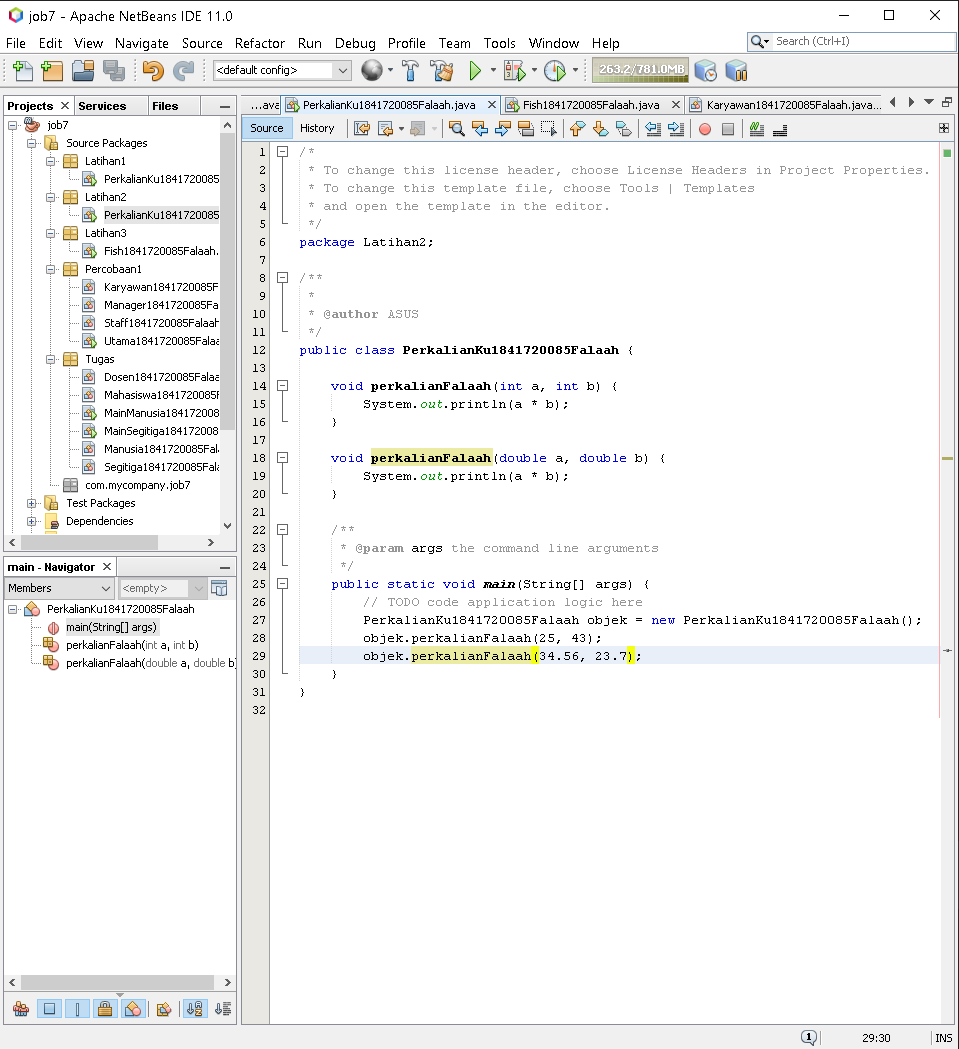 job7 - Apache NetBeans IDE 11.0
File Edit View Navigate Source Refactor Run Debug Profile Team Tools Window Help
Search (Ctrl+I)
<default config>
263.2/781.0MB
Projects Services Files
job7
Source Packages
Latihan1
PerkalianKu1841720085
Latihan2
PerkalianKu1841720085
Latihan3
Fish1841720085Falaah.
Percobaan1
Karyawan1841720085F
Manager1841720085Fa
Staff1841720085Falaah
Utama1841720085Falaa
Tugas
Dosen1841720085Falaa
Mahasiswa1841720085F
MainManusia184172008
MainSegitiga184172008
Manusia1841720085Fal
Segitiga1841720085Fala
com.mycompany.job7
Test Packages
Dependencies
main - Navigator
Members <empty>
PerkalianKu1841720085Falaah
main(String[] args)
perkalianFalaah(int a, int b)
perkalianFalaah(double a, double b)
...ava PerkalianKu1841720085Falaah.java Fish1841720085Falaah.java Karyawan1841720085Falaah.java...
Source History
1 /*
2 * To change this license header, choose License Headers in Project Properties.
3 * To change this template file, choose Tools | Templates
4 * and open the template in the editor.
5 */
6 package Latihan2;
7
8 /**
9 *
10 * @author ASUS
11 */
12 public class PerkalianKu1841720085Falaah {
13
14 void perkalianFalaah(int a, int b) {
15 System.out.println(a * b);
16 }
17
18 void perkalianFalaah(double a, double b) {
19 System.out.println(a * b);
20 }
21
22 /**
23 * @param args the command line arguments
24 */
25 public static void main(String[] args) {
26 // TODO code application logic here
27 PerkalianKu1841720085Falaah objek = new PerkalianKu1841720085Falaah();
28 objek.perkalianFalaah(25, 43);
29 objek.perkalianFalaah(34.56, 23.7);
30 }
31 }
32
1 29:30 INS